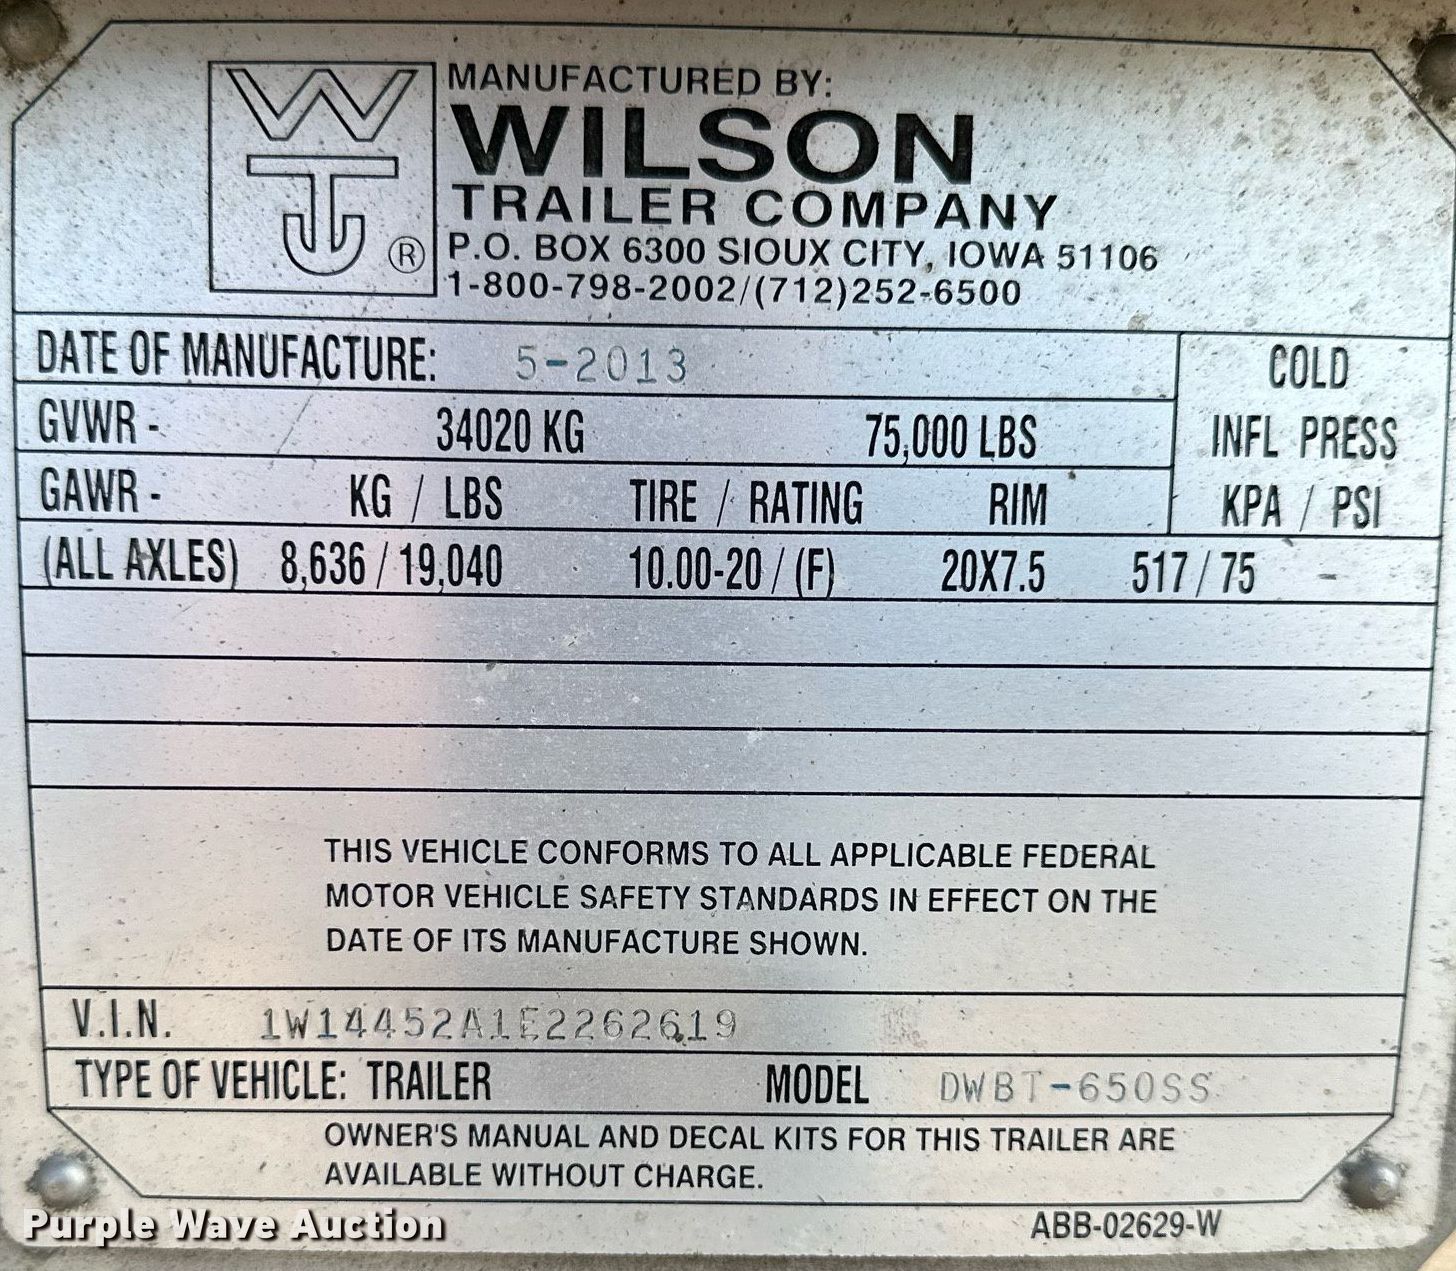 WT
®
MANUFACTURED BY:
WILSON
TRAILER COMPANY
P.O. BOX 6300 SIOUX CITY, IOWA 51106
1-800-798-2002/(712)252-6500
DATE OF MANUFACTURE: 5-2013
COLD
GVWR - 34020 KG 75,000 LBS
INFL PRESS
GAWR - KG / LBS TIRE / RATING RIM KPA / PSI
(ALL AXLES) 8,636 / 19,040 10.00-20 / (F) 20X7.5 517 / 75 -
THIS VEHICLE CONFORMS TO ALL APPLICABLE FEDERAL
MOTOR VEHICLE SAFETY STANDARDS IN EFFECT ON THE
DATE OF ITS MANUFACTURE SHOWN.
V.I.N. 1W14452A1E2262619
TYPE OF VEHICLE: TRAILER MODEL DWBT-650SS
OWNER'S MANUAL AND DECAL KITS FOR THIS TRAILER ARE
AVAILABLE WITHOUT CHARGE.
Purple Wave Auction
ABB-02629-W